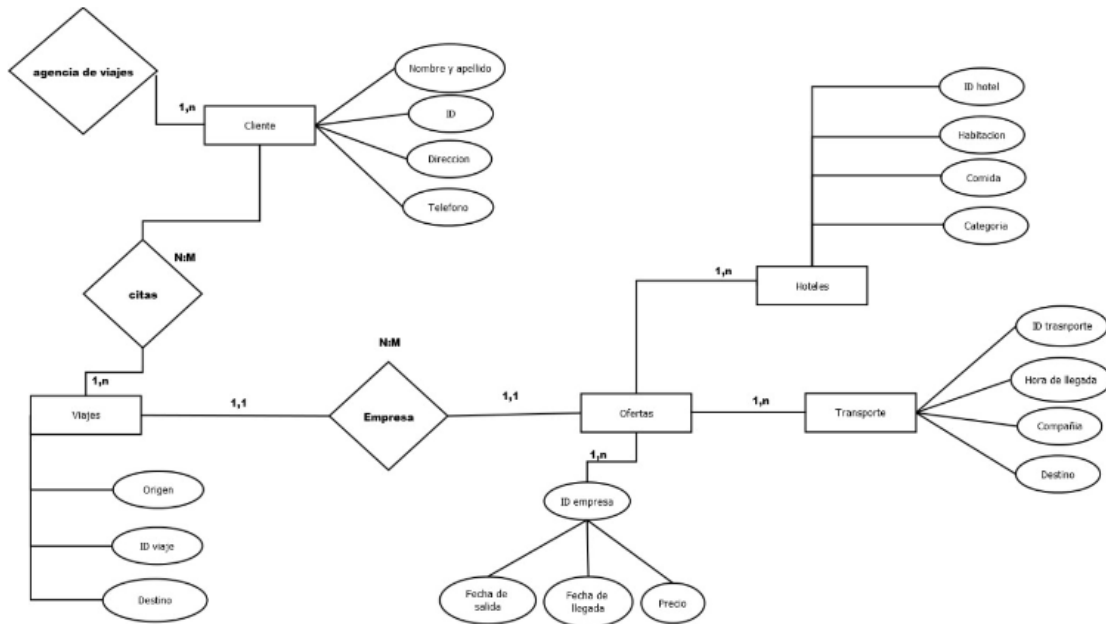 agencia de viajes
1,n
Cliente
Nombre y apellido
ID
Direccion
Telefono
ID hotel
Habitacion
Comida
Categoria
1,n
Hoteles
N:M
citas
1,n
Viajes
1,1
N:M
Empresa
1,1
Ofertas
1,n
Transporte
ID trasnporte
Hora de llegada
Compañia
Destino
1,n
ID empresa
Fecha de
salida
Fecha de
llegada
Precio
Origen
ID viaje
Destino